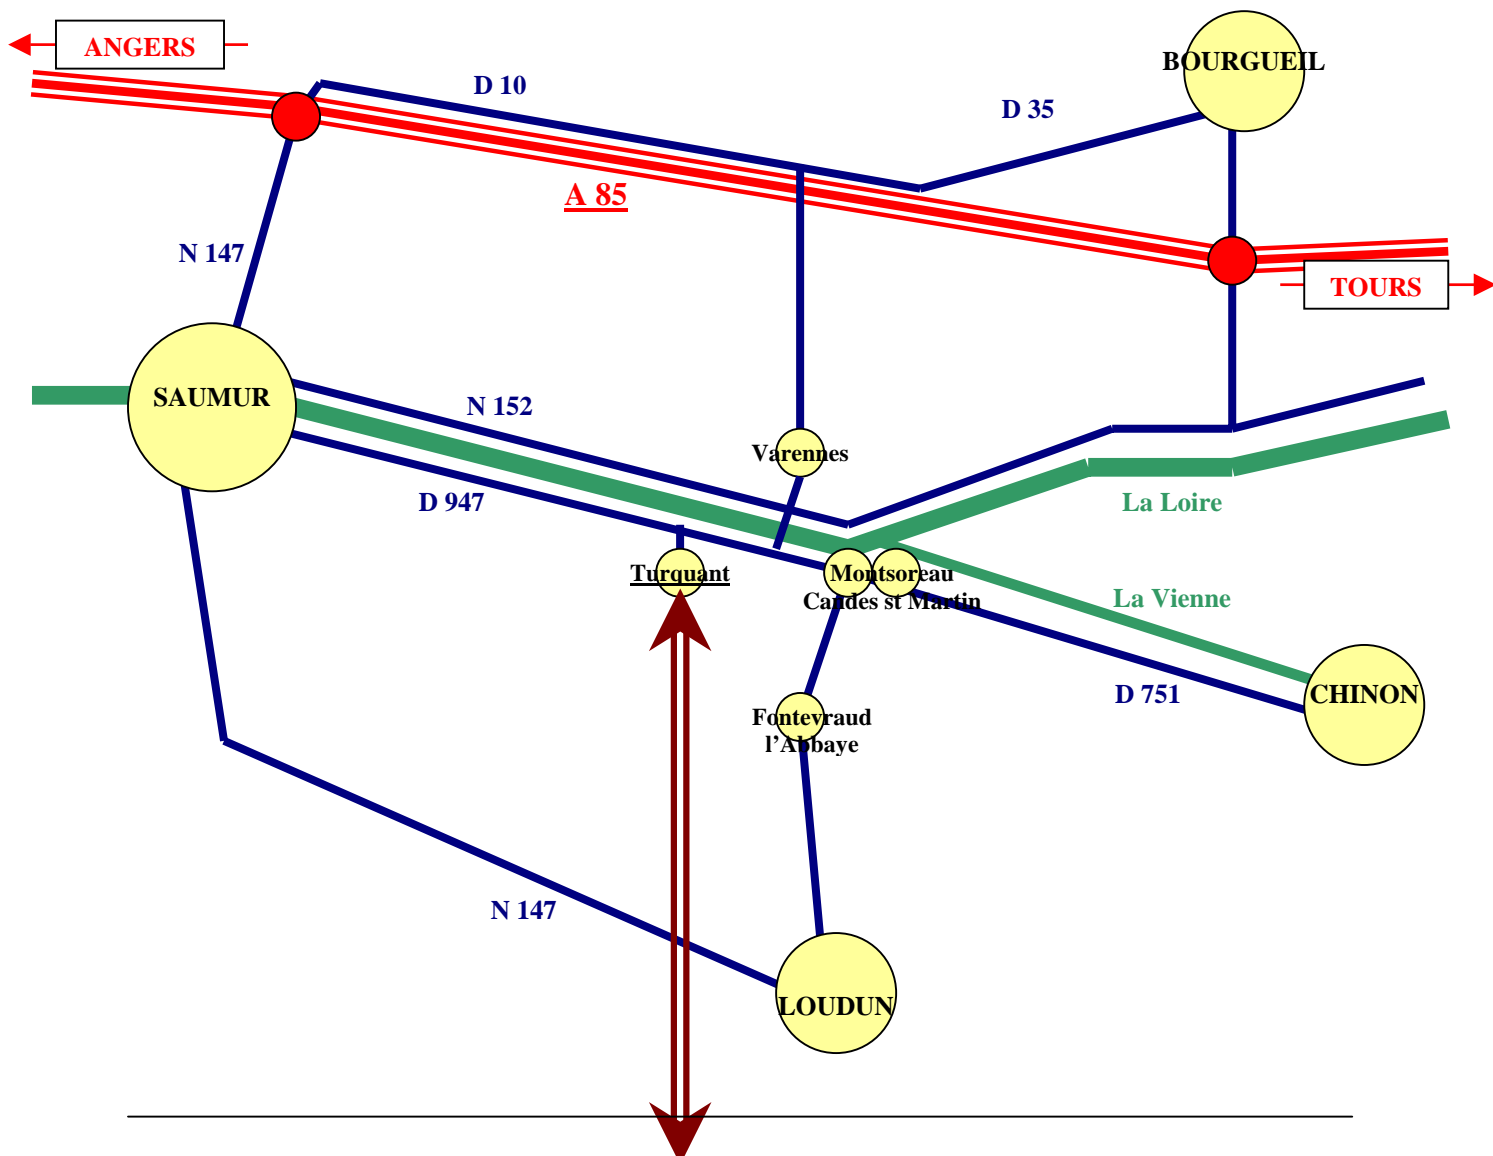 ANGERS
BOURGUEIL
D 10
D 35
A 85
N 147
TOURS
SAUMUR
N 152
Varennes
D 947
La Loire
Turquant
Montsoreau
Candes st Martin
La Vienne
D 751
CHINON
Fontevraud
l’Abbaye
N 147
LOUDUN